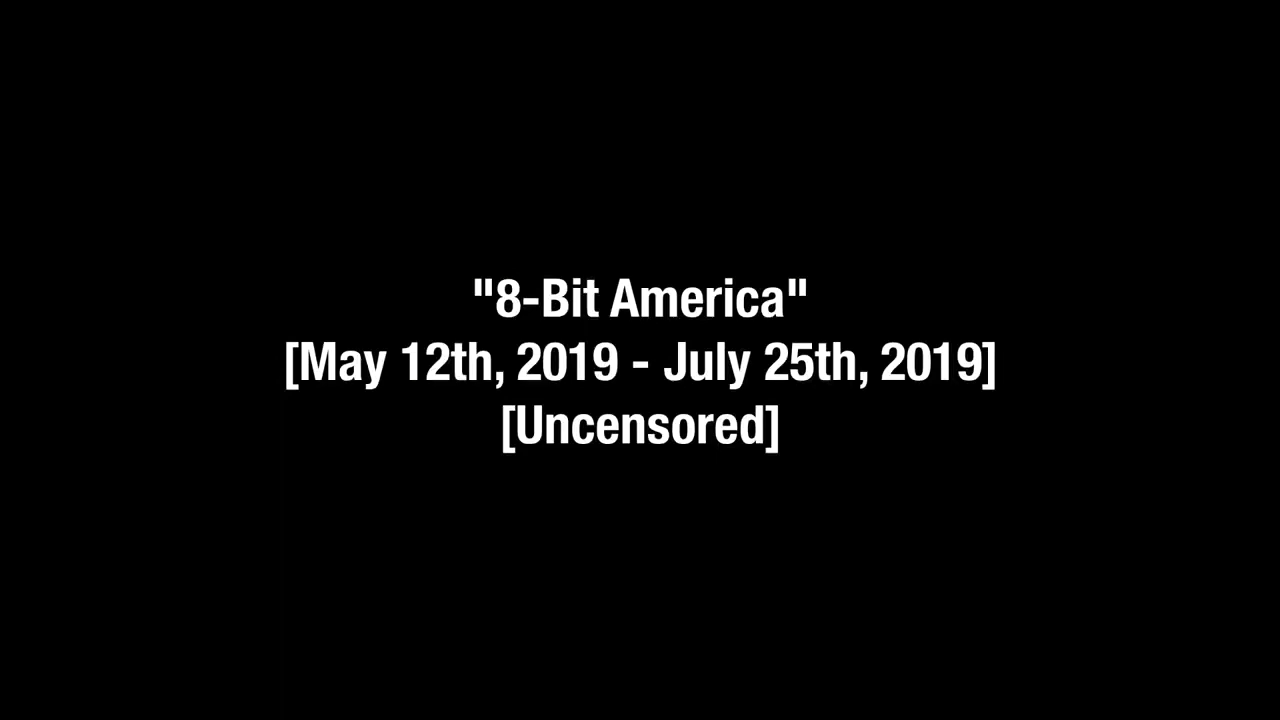 "8-Bit America"
[May 12th, 2019 - July 25th, 2019]
[Uncensored]